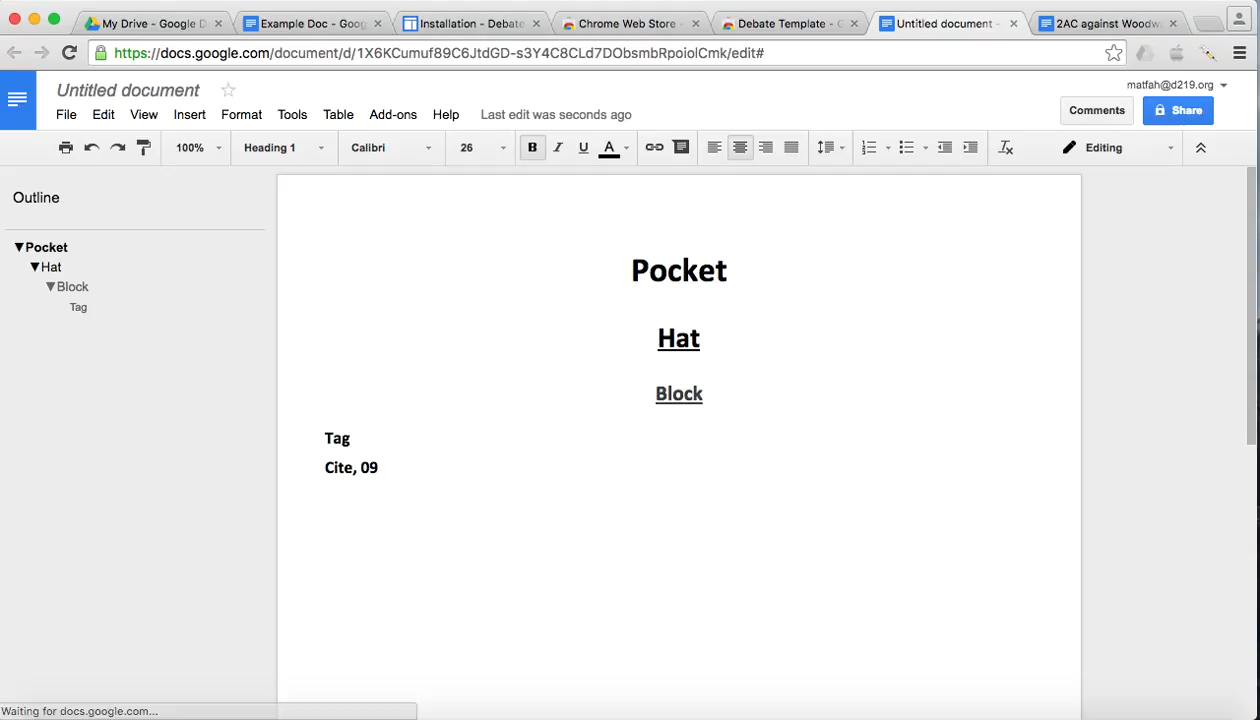 My Drive - Google D
Example Doc - Goog
Installation - Debate
Chrome Web Store -
Debate Template - G
Untitled document -
2AC against Woodw
https://docs.google.com/document/d/1X6KCumuf89C6JtdGD-s3Y4C8CLd7DObsmbRpoiolCmk/edit#
Untitled document
matfah@d219.org
File Edit View Insert Format Tools Table Add-ons Help Last edit was seconds ago
Comments
Share
100% Heading 1 Calibri 26 B I U A Editing
Outline
Pocket
Hat
Block
Tag
Pocket
Hat
Block
Tag
Cite, 09
Waiting for docs.google.com...